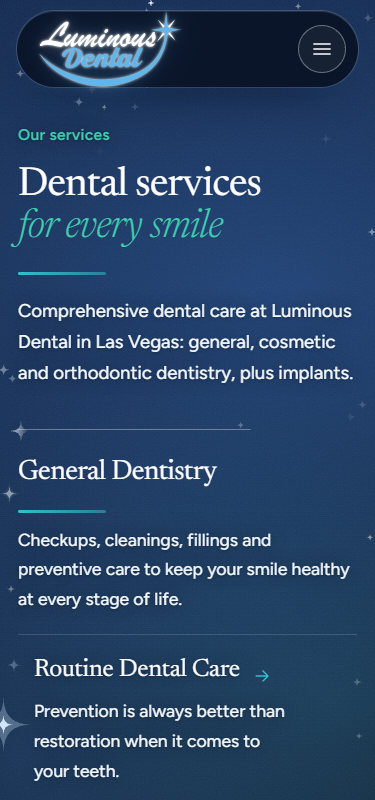 Luminous
Dental
Our services
Dental services
for every smile
Comprehensive dental care at Luminous
Dental in Las Vegas: general, cosmetic
and orthodontic dentistry, plus implants.
General Dentistry
Checkups, cleanings, fillings and
preventive care to keep your smile healthy
at every stage of life.
Routine Dental Care →
Prevention is always better than
restoration when it comes to
your teeth.